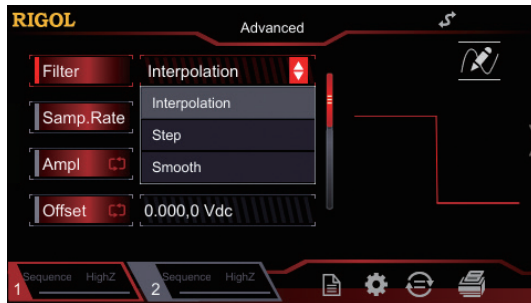 RIGOL
Advanced
Filter
Interpolation
Interpolation
Samp.Rate
Step
Ampl
Smooth
Offset
0.000,0 Vdc
1 Sequence HighZ
2 Sequence HighZ